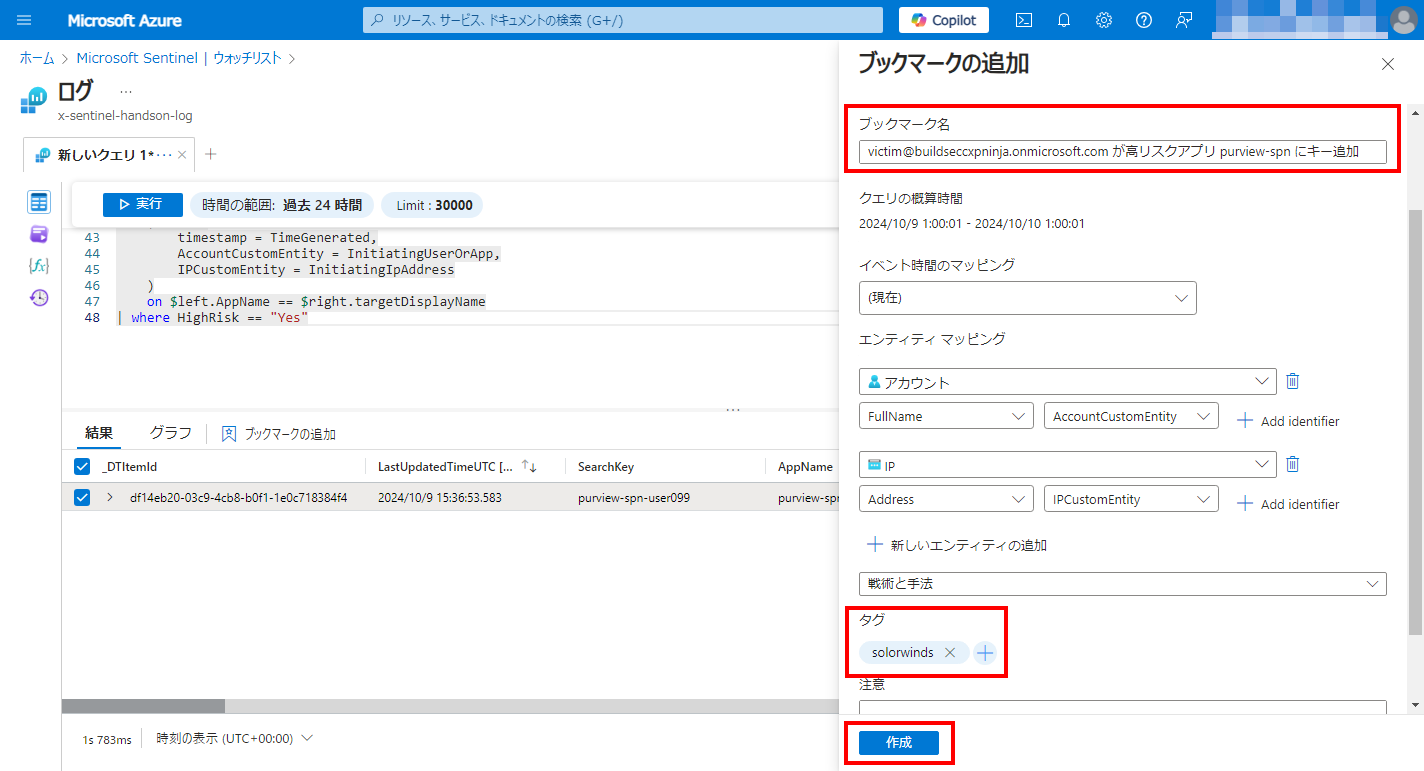 Microsoft Azure
リソース、サービス、ドキュメントの検索 (G+/)
Copilot
ホーム > Microsoft Sentinel | ウォッチリスト >
ログ ...
x-sentinel-handson-log
新しいクエリ 1*···
実行
時間の範囲: 過去 24 時間
Limit : 30000
43 timestamp = TimeGenerated,
44 AccountCustomEntity = InitiatingUserOrApp,
45 IPCustomEntity = InitiatingIpAddress
46 )
47 on $left.AppName == $right.targetDisplayName
48 | where HighRisk == "Yes"
...
結果 グラフ ブックマークの追加
_DTItemId LastUpdatedTimeUTC [... ↑↓ SearchKey AppName
df14eb20-03c9-4cb8-b0f1-1e0c718384f4 2024/10/9 15:36:53.583 purview-spn-user099 purview-spn
1s 783ms 時刻の表示 (UTC+00:00)
ブックマークの追加
ブックマーク名
victim@buildseccxpninja.onmicrosoft.com が高リスクアプリ purview-spn にキー追加
クエリの概算時間
2024/10/9 1:00:01 - 2024/10/10 1:00:01
イベント時間のマッピング
(現在)
エンティティ マッピング
アカウント
FullName AccountCustomEntity Add identifier
IP
Address IPCustomEntity Add identifier
新しいエンティティの追加
戦術と手法
タグ
solorwinds
注意
作成